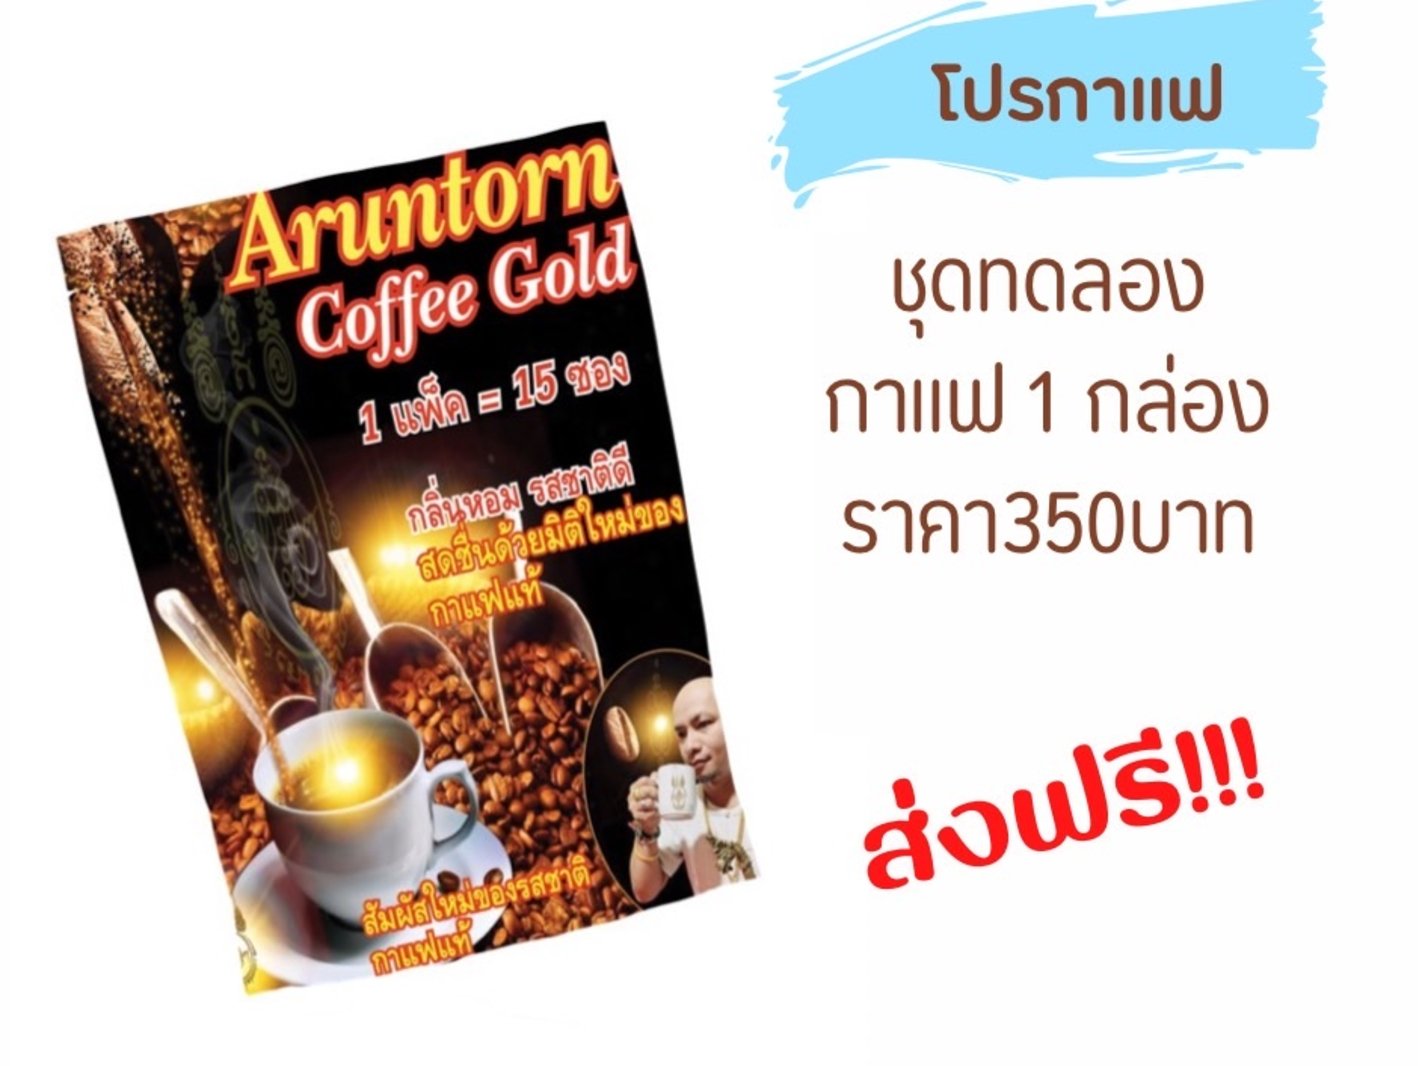 โปรกาแฟ
ชุดทดลอง
กาแฟ 1 กล่อง
ราคา350บาท
ส่งฟรี!!!
Aruntorn
Coffee Gold
1 แพ็ค = 15 ซอง
กลิ่นหอม รสชาติดี
สดชื่นด้วยมิติใหม่ของ
กาแฟแท้
สัมผัสใหม่ของรสชาติ
กาแฟแท้